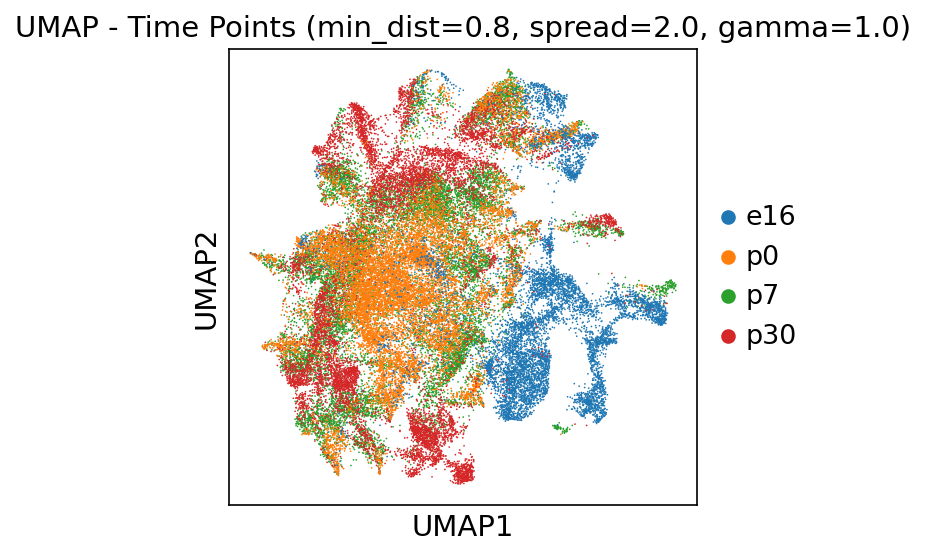 UMAP - Time Points (min_dist=0.8, spread=2.0, gamma=1.0)
UMAP2
e16
p0
p7
p30
UMAP1